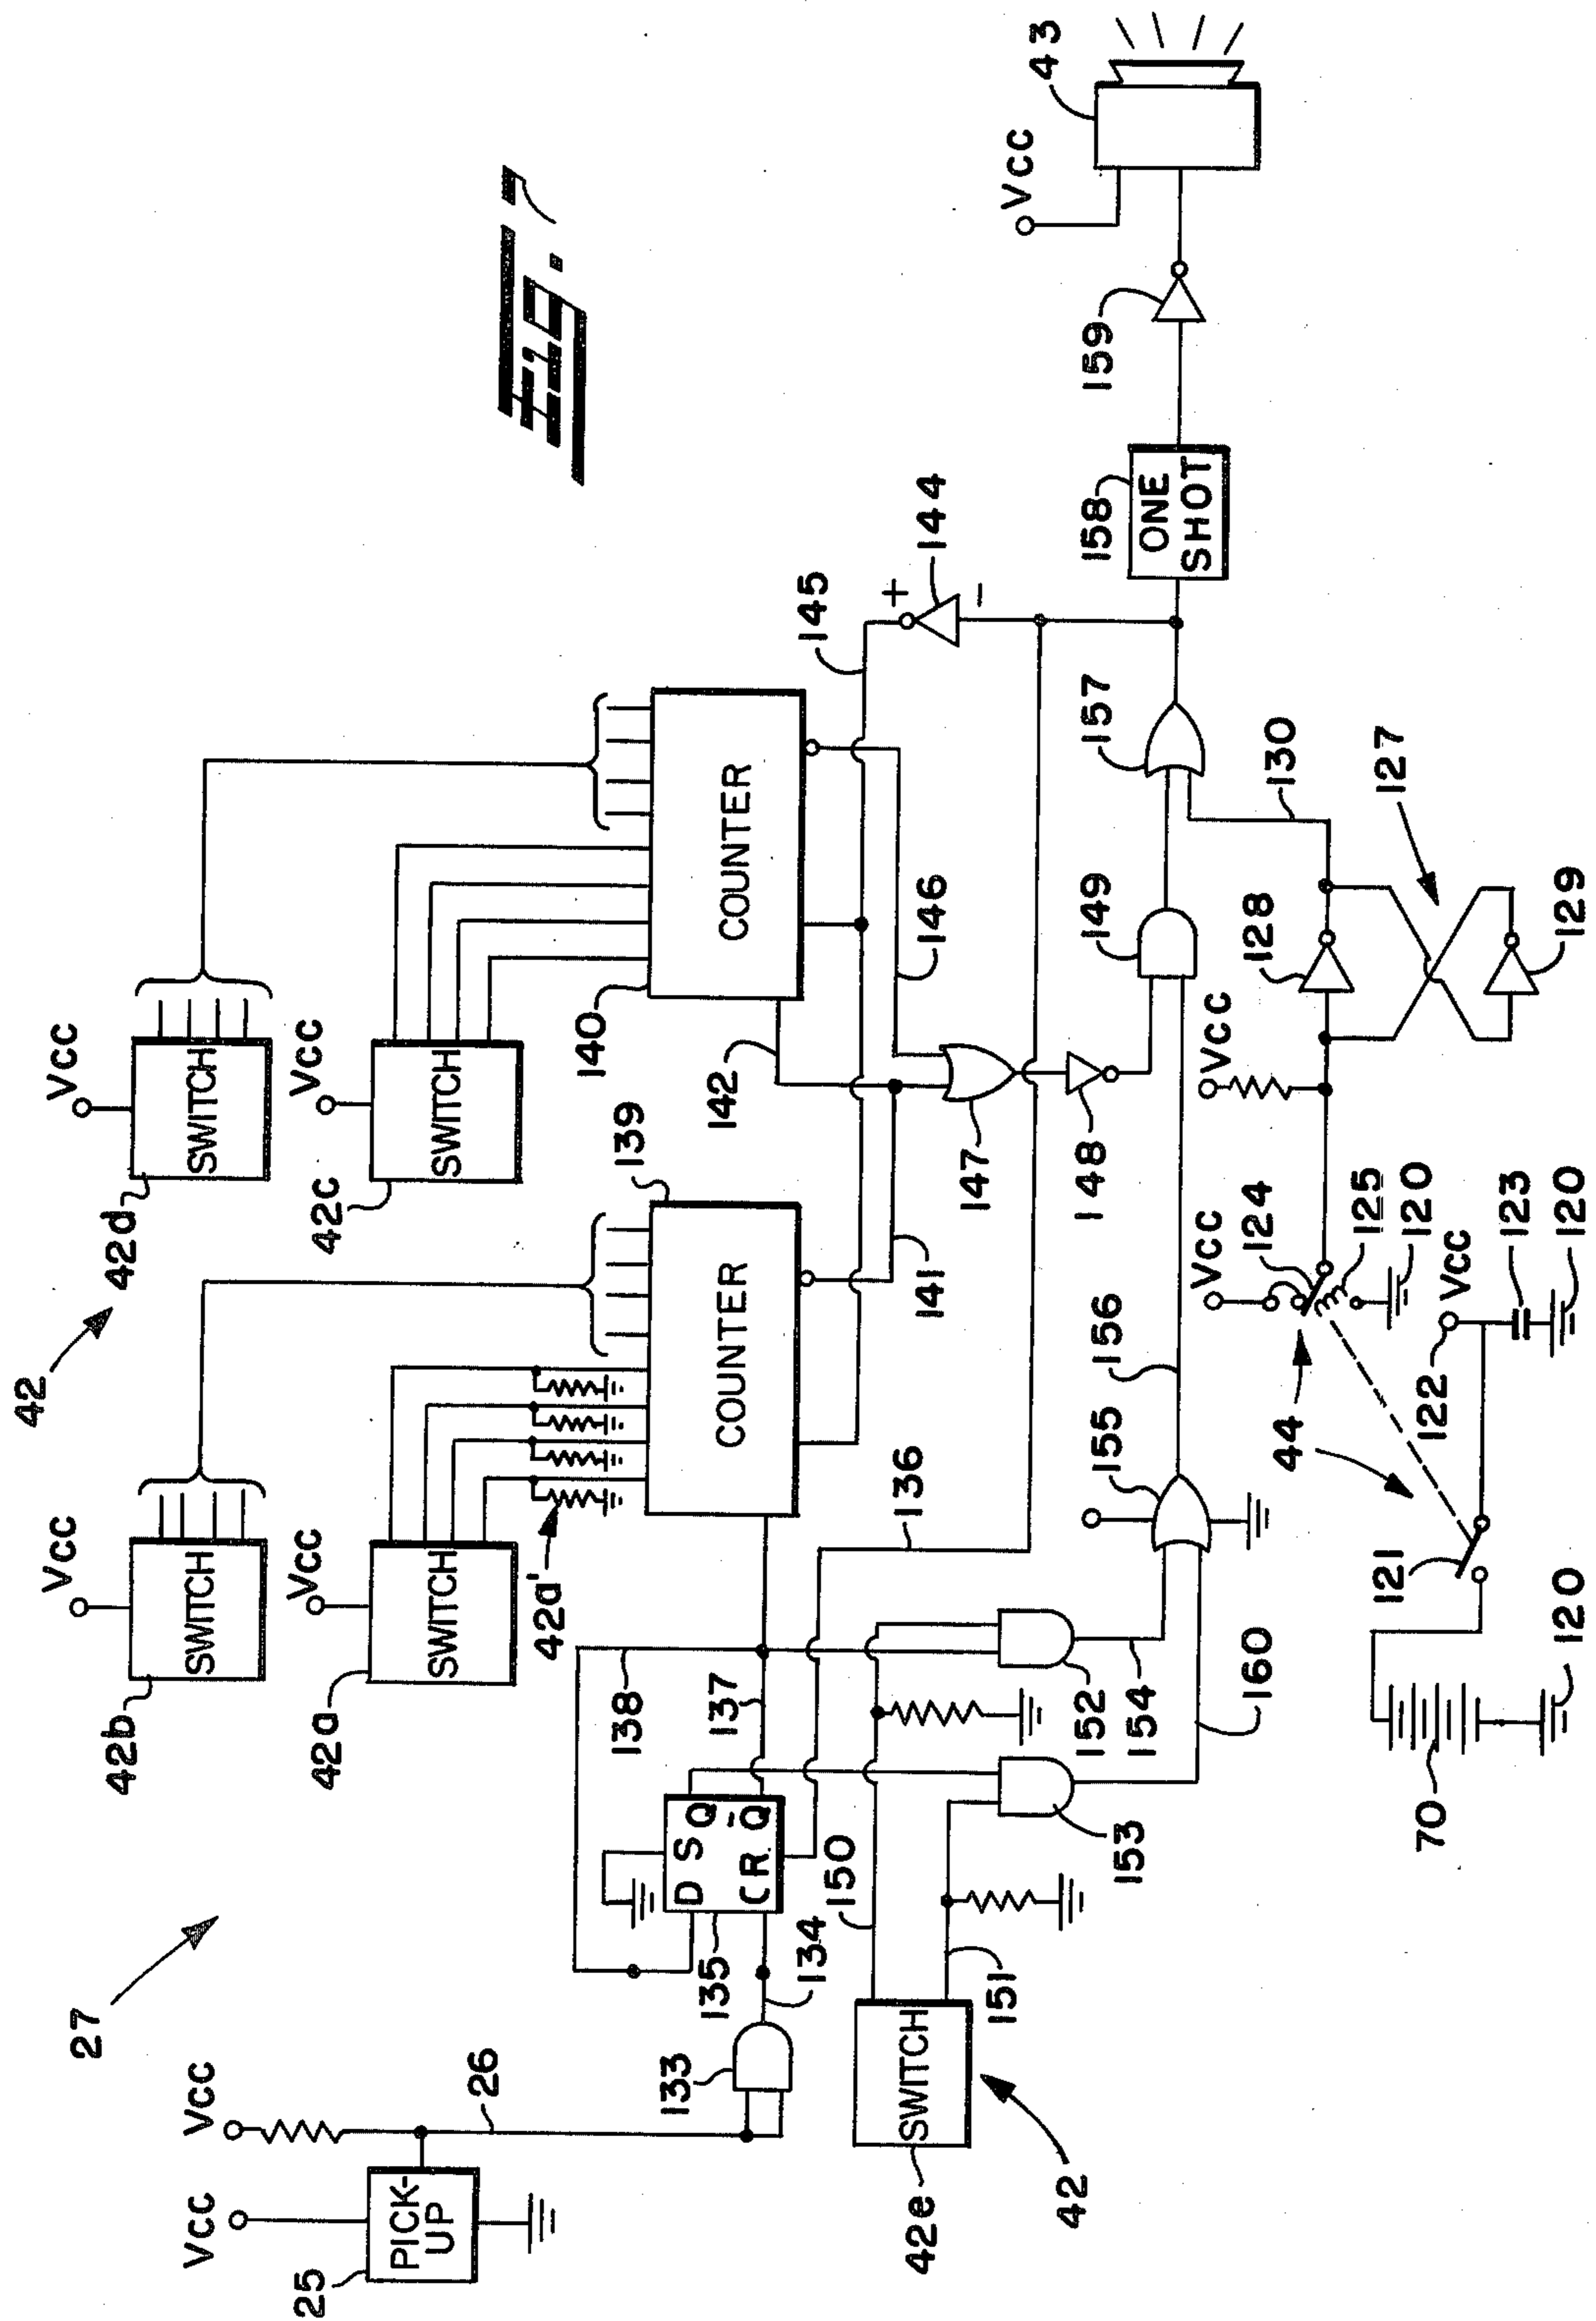 FIG. 7
27
42
42
VCC
42d
SWITCH
VCC
42b
SWITCH
VCC
42c
SWITCH
VCC
42a
SWITCH
42a'
VCC
VCC
26
25
PICK-
UP
133
134
135
D
S
Q
C
R.
Q̄
136
137
138
139
COUNTER
140
COUNTER
141
142
144
+
-
145
146
147
148
149
150
151
152
153
154
155
156
157
158
ONE
SHOT
159
160
VCC
43
42e
SWITCH
42
VCC
124
125
120
44
VCC
122
123
120
121
70
120
VCC
127
128
129
130